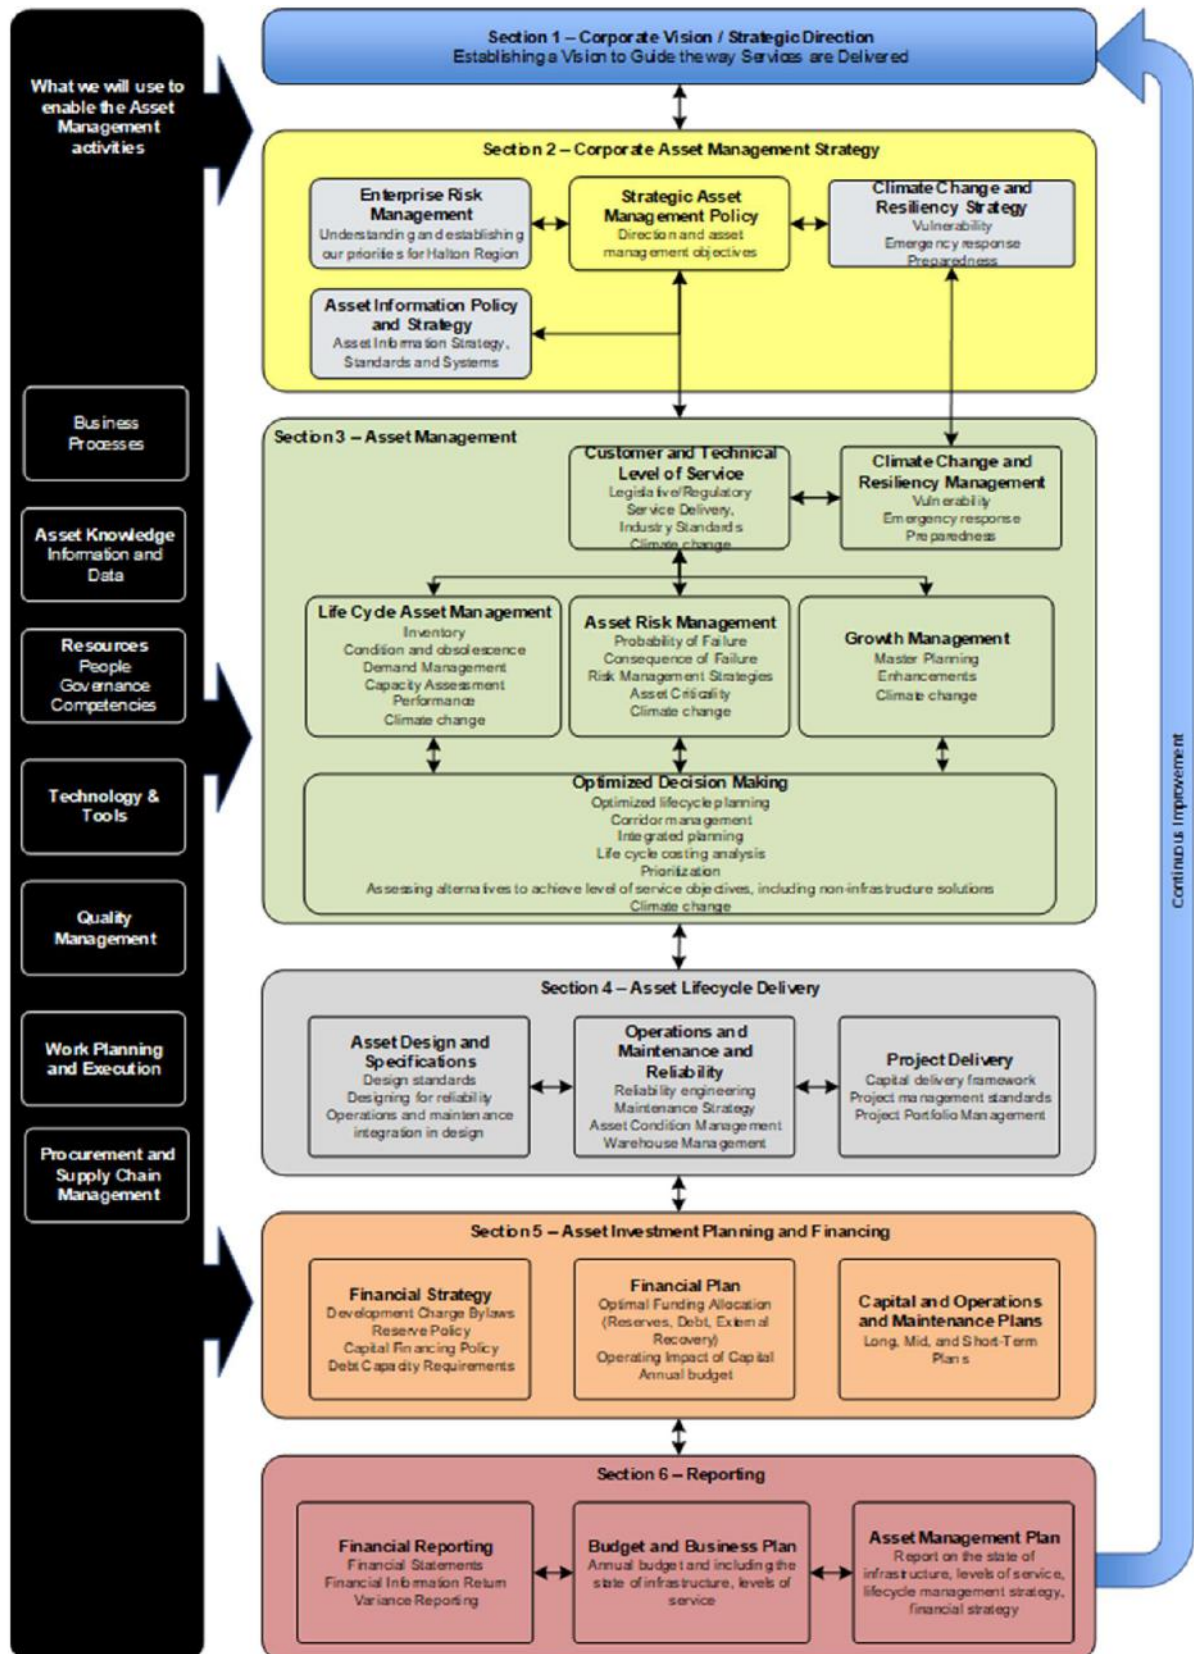 What we will use to
enable the Asset
Management
activities
Business
Processes
Asset Knowledge
Information and
Data
Resources
People
Governance
Competencies
Technology &
Tools
Quality
Management
Work Planning
and Execution
Procurement and
Supply Chain
Management
Section 1 – Corporate Vision / Strategic Direction
Establishing a Vision to Guide the way Services are Delivered
Section 2 – Corporate Asset Management Strategy
Enterprise Risk
Management
Understanding and establishing
our priorities for Halton Region
Strategic Asset
Management Policy
Direction and asset
management objectives
Climate Change and
Resiliency Strategy
Vulnerability
Emergency response
Preparedness
Asset Information Policy
and Strategy
Asset Information Strategy,
Standards and Systems
Section 3 – Asset Management
Customer and Technical
Level of Service
Legislative/Regulatory
Service Delivery,
Industry Standards
Climate change
Climate Change and
Resiliency Management
Vulnerability
Emergency response
Preparedness
Life Cycle Asset Management
Inventory
Condition and obsolescence
Demand Management
Capacity Assessment
Performance
Climate change
Asset Risk Management
Probability of Failure
Consequence of Failure
Risk Management Strategies
Asset Criticality
Climate change
Growth Management
Master Planning
Enhancements
Climate change
Optimized Decision Making
Optimized lifecycle planning
Corridor management
Integrated planning
Life cycle costing analysis
Prioritization
Assessing alternatives to achieve level of service objectives, including non-infrastructure solutions
Climate change
Section 4 – Asset Lifecycle Delivery
Asset Design and
Specifications
Design standards
Designing for reliability
Operations and maintenance
integration in design
Operations and
Maintenance and
Reliability
Reliability engineering
Maintenance Strategy
Asset Condition Management
Warehouse Management
Project Delivery
Capital delivery framework
Project management standards
Project Portfolio Management
Section 5 – Asset Investment Planning and Financing
Financial Strategy
Development Charge Bylaws
Reserve Policy
Capital Financing Policy
Debt Capacity Requirements
Financial Plan
Optimal Funding Allocation
(Reserves, Debt, External
Recovery)
Operating Impact of Capital
Annual budget
Capital and Operations
and Maintenance Plans
Long, Mid, and Short-Term
Plans
Section 6 – Reporting
Financial Reporting
Financial Statements
Financial Information Return
Variance Reporting
Budget and Business Plan
Annual budget and including the
state of infrastructure, levels of
service
Asset Management Plan
Report on the state of
infrastructure, levels of service,
lifecycle management strategy,
financial strategy
Continuous Improvement